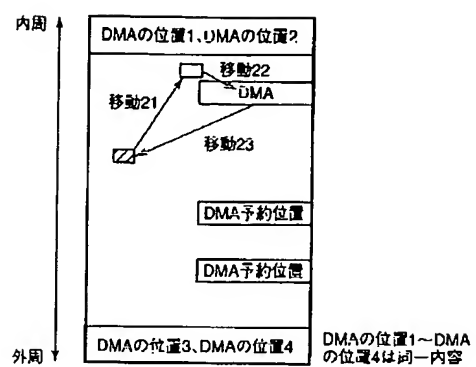 内周
DMAの位置1、DMAの位置2
移動22
DMA
移動21
移動23
DMA予約位置
DMA予約位置
DMAの位置3、DMAの位置4
外周
DMAの位置1～DMA
の位置4は同一内容